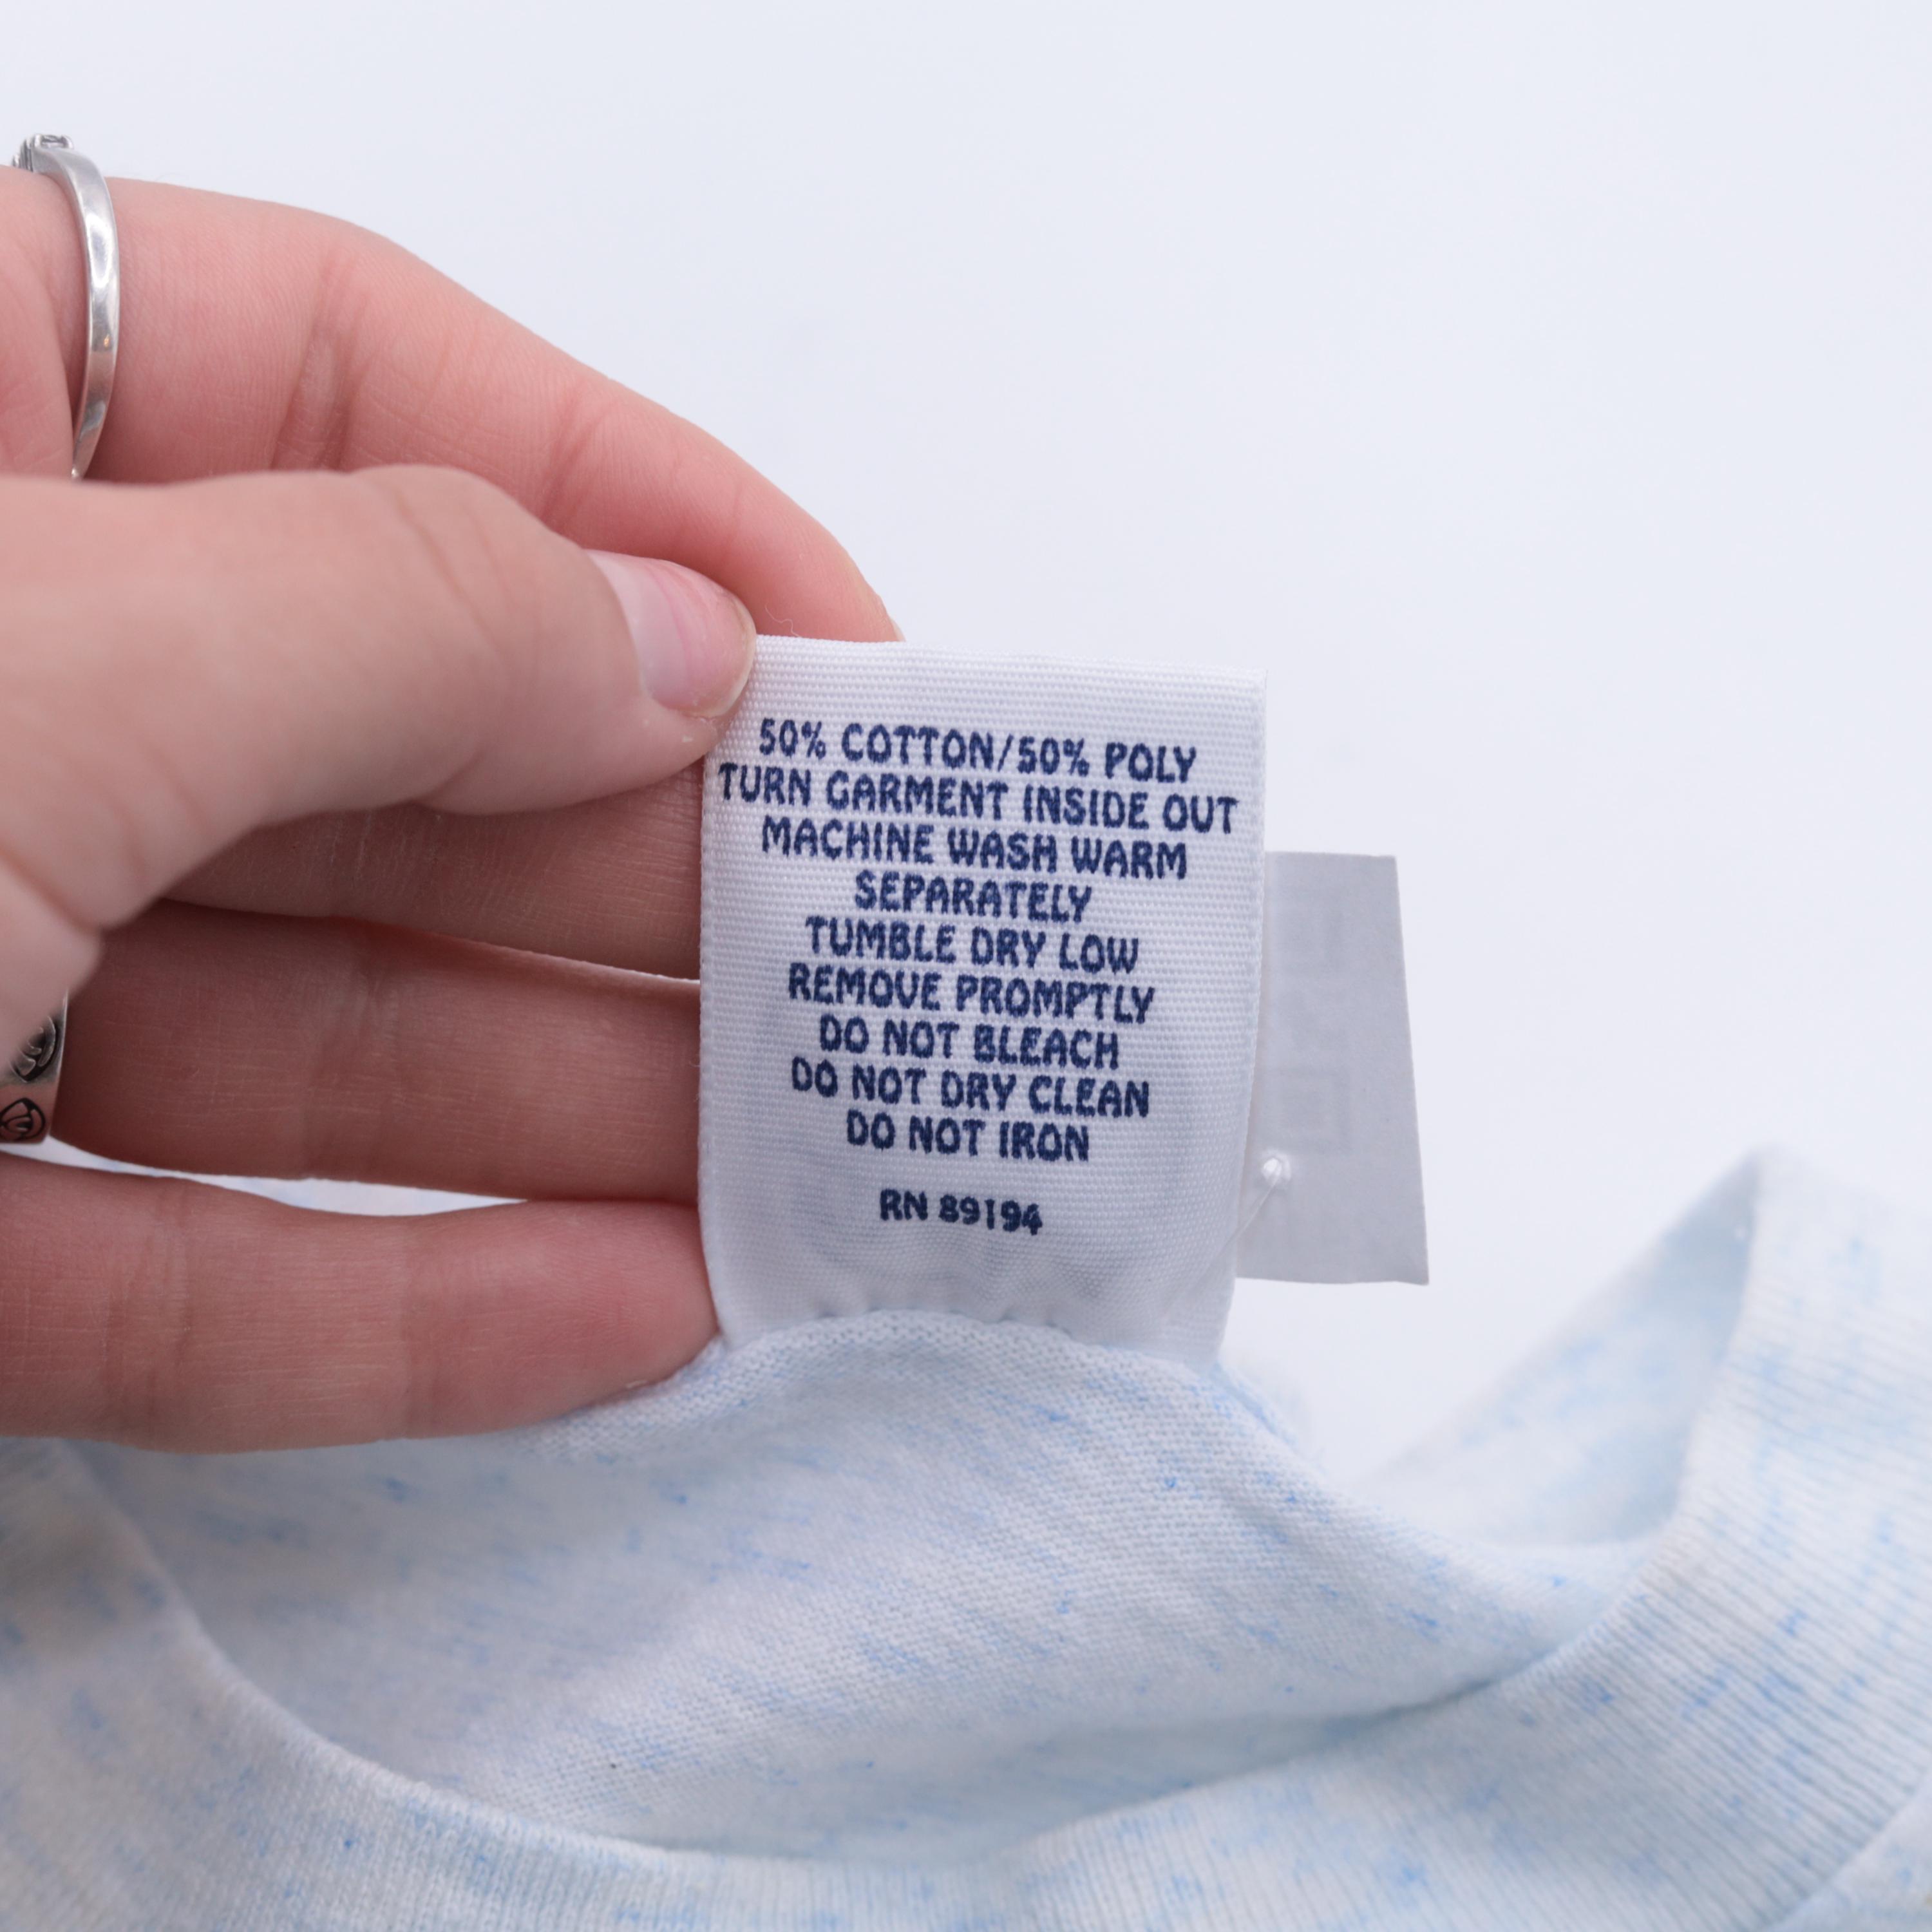 50% COTTON/50% POLY
TURN GARMENT INSIDE OUT
MACHINE WASH WARM
SEPARATELY
TUMBLE DRY LOW
REMOVE PROMPTLY
DO NOT BLEACH
DO NOT DRY CLEAN
DO NOT IRON
RN 89194